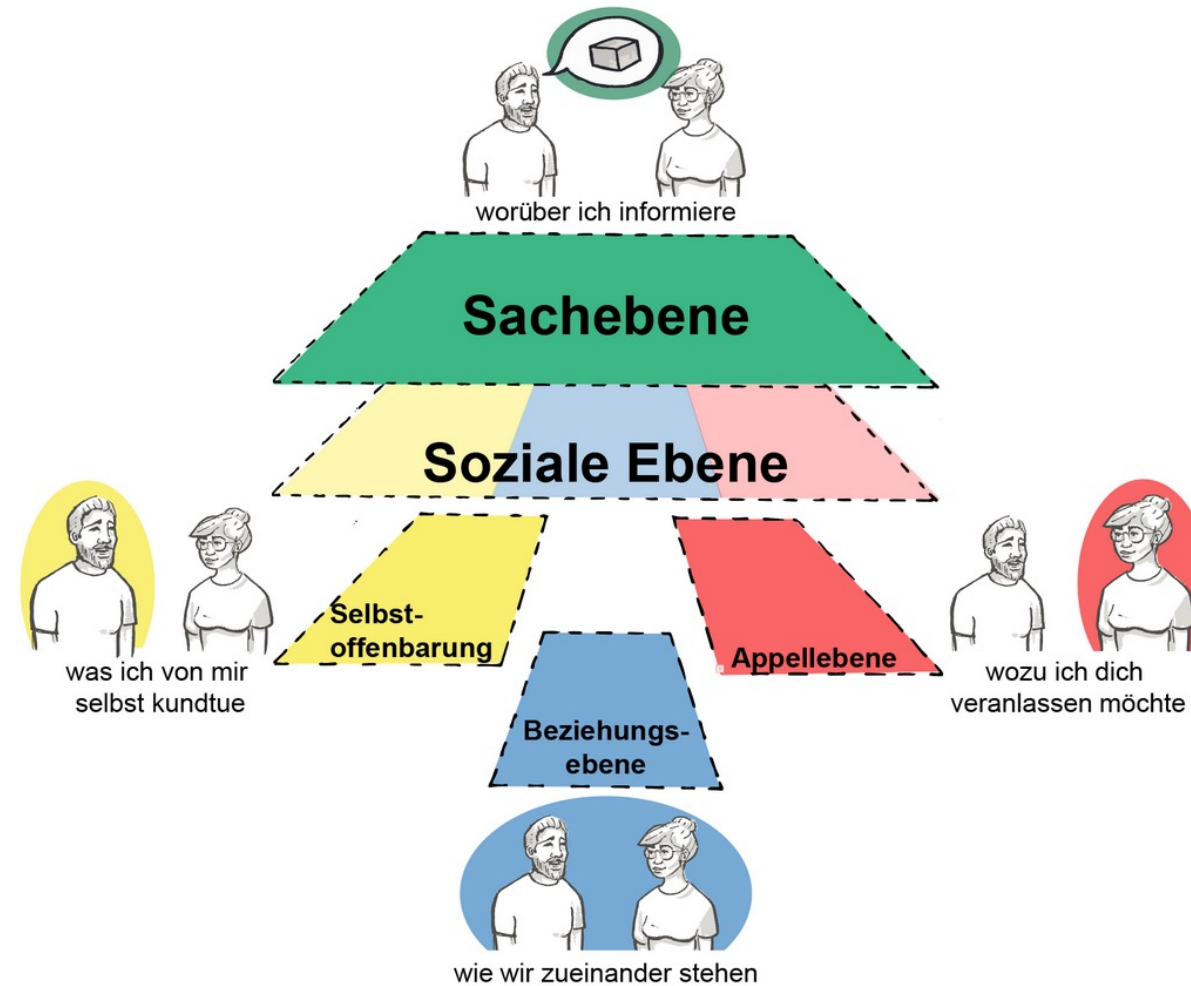 worüber ich informiere
Sachebene
Soziale Ebene
Selbst-
offenbarung
was ich von mir
selbst kundtue
Appellebene
wozu ich dich
veranlassen möchte
Beziehungs-
ebene
wie wir zueinander stehen